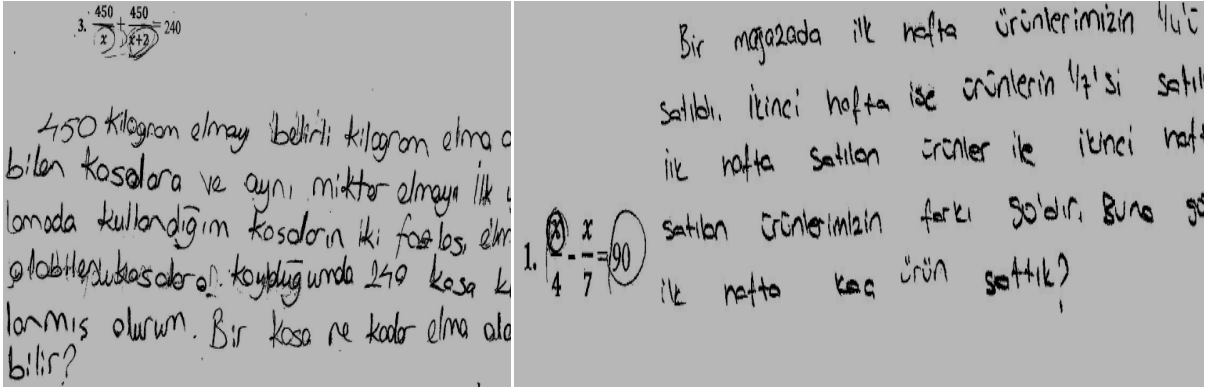 3. 450/x + 450/x+2 = 240
450 kilogram elmayı belirli kilogram elma a
bilen kasalara ve aynı miktar elmayı ilk
lamada kullandığım kasaların iki fazlası elm
alabilen kasalara koyduğumda 240 kasa k
lanmış olurum. Bir kasa ne kadar elma ala
bilir?
Bir mağazada ilk hafta ürünlerimizin 1/4'ü
satıldı. İkinci hafta ise ürünlerin 1/7'si satıl
ilk hafta satılan ürünler ile ikinci haft
satılan ürünlerimizin farkı 90'dır. Buna gö
ilk hafta kaç ürün sattık?
1. x/4 - x/7 = 90